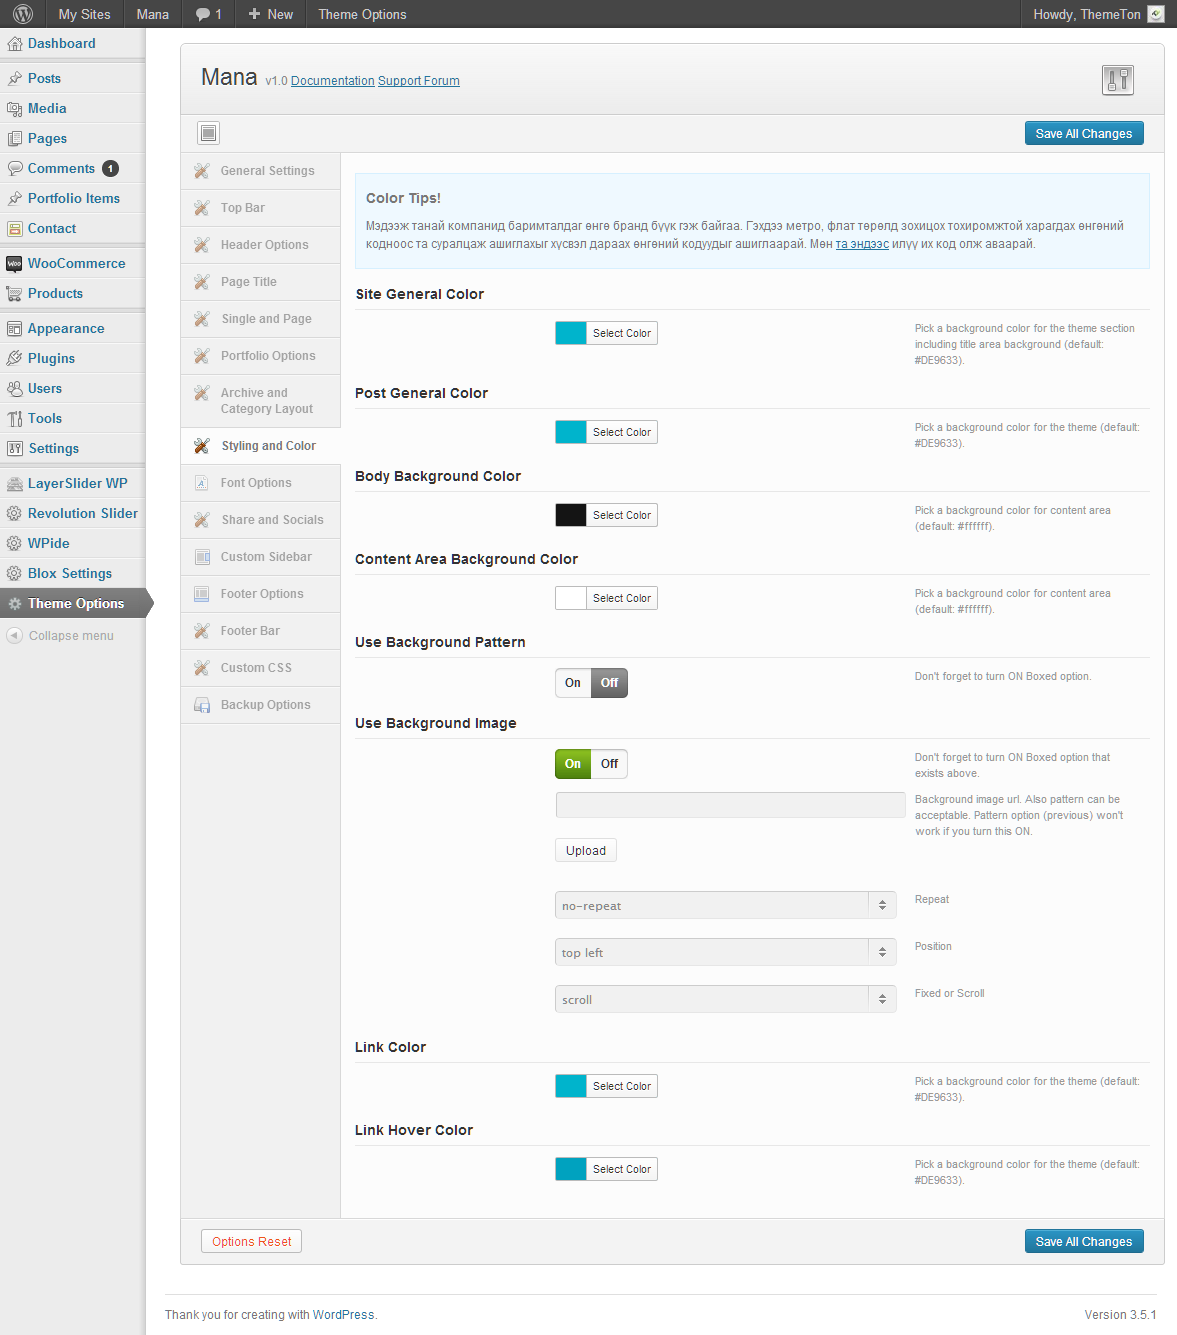 My Sites Mana 1 New Theme Options Howdy, ThemeTon
Dashboard
Posts
Media
Pages
Comments 1
Portfolio Items
Contact
WOO WooCommerce
Products
Appearance
Plugins
Users
Tools
Settings
LayerSlider WP
Revolution Slider
WPide
Blox Settings
Theme Options
Collapse menu
Mana v1.0 Documentation Support Forum
Save All Changes
General Settings
Top Bar
Header Options
Page Title
Single and Page
Portfolio Options
Archive and
Category Layout
Styling and Color
Font Options
Share and Socials
Custom Sidebar
Footer Options
Footer Bar
Custom CSS
Backup Options
Color Tips!
Мэдээж танай компанид баримталдаг өнгө бранд бүүк гэж байгаа. Гэхдээ метро, флат төрөлд зохицох тохиромжтой харагдах өнгөний
кодноос та суралцаж ашиглахыг хүсвэл дараах өнгөний кодуудыг ашиглаарай. Мөн та эндээс илүү их код олж аваарай.
Site General Color
Select Color
Pick a background color for the theme section
including title area background (default:
#DE9633).
Post General Color
Select Color
Pick a background color for the theme (default:
#DE9633).
Body Background Color
Select Color
Pick a background color for content area
(default: #ffffff).
Content Area Background Color
Select Color
Pick a background color for content area
(default: #ffffff).
Use Background Pattern
On Off
Don't forget to turn ON Boxed option.
Use Background Image
On Off
Don't forget to turn ON Boxed option that
exists above.
Background image url. Also pattern can be
acceptable. Pattern option (previous) won't
work if you turn this ON.
Upload
no-repeat
Repeat
top left
Position
scroll
Fixed or Scroll
Link Color
Select Color
Pick a background color for the theme (default:
#DE9633).
Link Hover Color
Select Color
Pick a background color for the theme (default:
#DE9633).
Options Reset
Save All Changes
Thank you for creating with WordPress.
Version 3.5.1